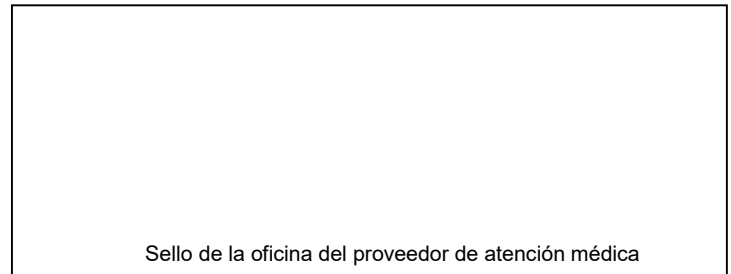 Sello de la oficina del proveedor de atención médica